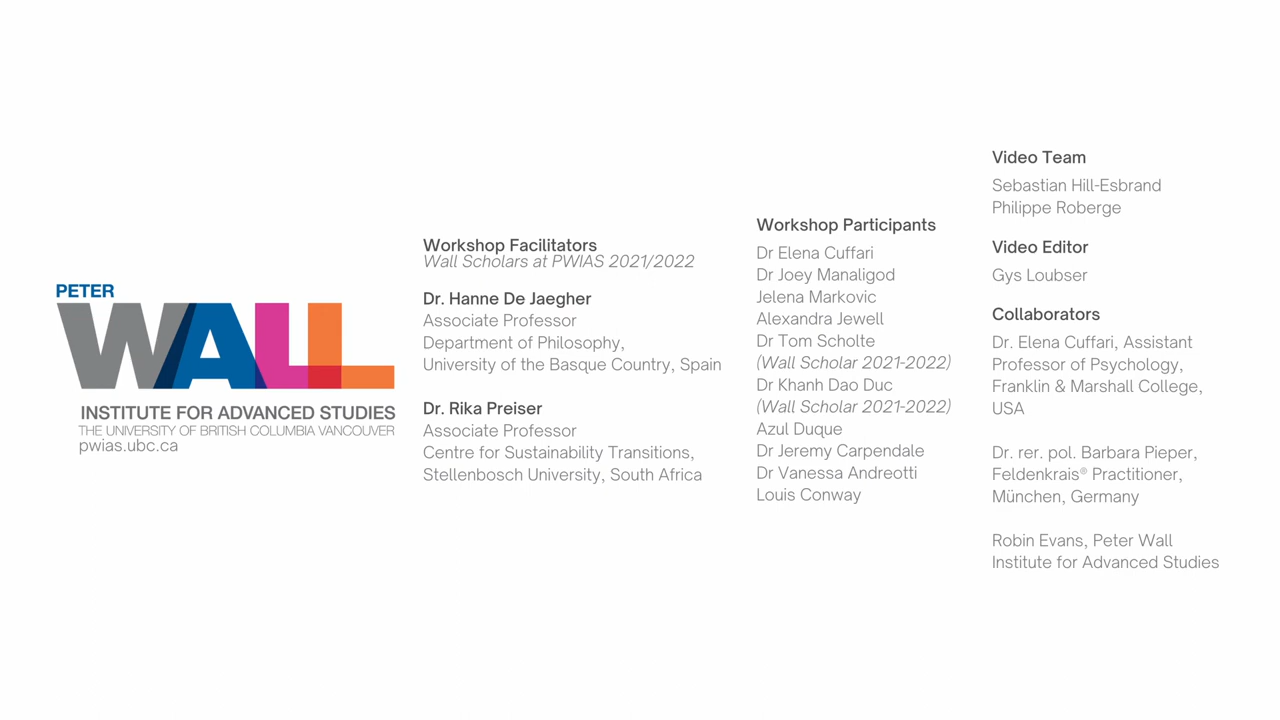 PETER
WALL
INSTITUTE FOR ADVANCED STUDIES
THE UNIVERSITY OF BRITISH COLUMBIA VANCOUVER
pwias.ubc.ca
Workshop Facilitators
Wall Scholars at PWIAS 2021/2022
Dr. Hanne De Jaegher
Associate Professor
Department of Philosophy,
University of the Basque Country, Spain
Dr. Rika Preiser
Associate Professor
Centre for Sustainability Transitions,
Stellenbosch University, South Africa
Workshop Participants
Dr Elena Cuffari
Dr Joey Manaligod
Jelena Markovic
Alexandra Jewell
Dr Tom Scholte
(Wall Scholar 2021-2022)
Dr Khanh Dao Duc
(Wall Scholar 2021-2022)
Azul Duque
Dr Jeremy Carpendale
Dr Vanessa Andreotti
Louis Conway
Video Team
Sebastian Hill-Esbrand
Philippe Roberge
Video Editor
Gys Loubser
Collaborators
Dr. Elena Cuffari, Assistant
Professor of Psychology,
Franklin & Marshall College,
USA
Dr. rer. pol. Barbara Pieper,
Feldenkrais® Practitioner,
München, Germany
Robin Evans, Peter Wall
Institute for Advanced Studies